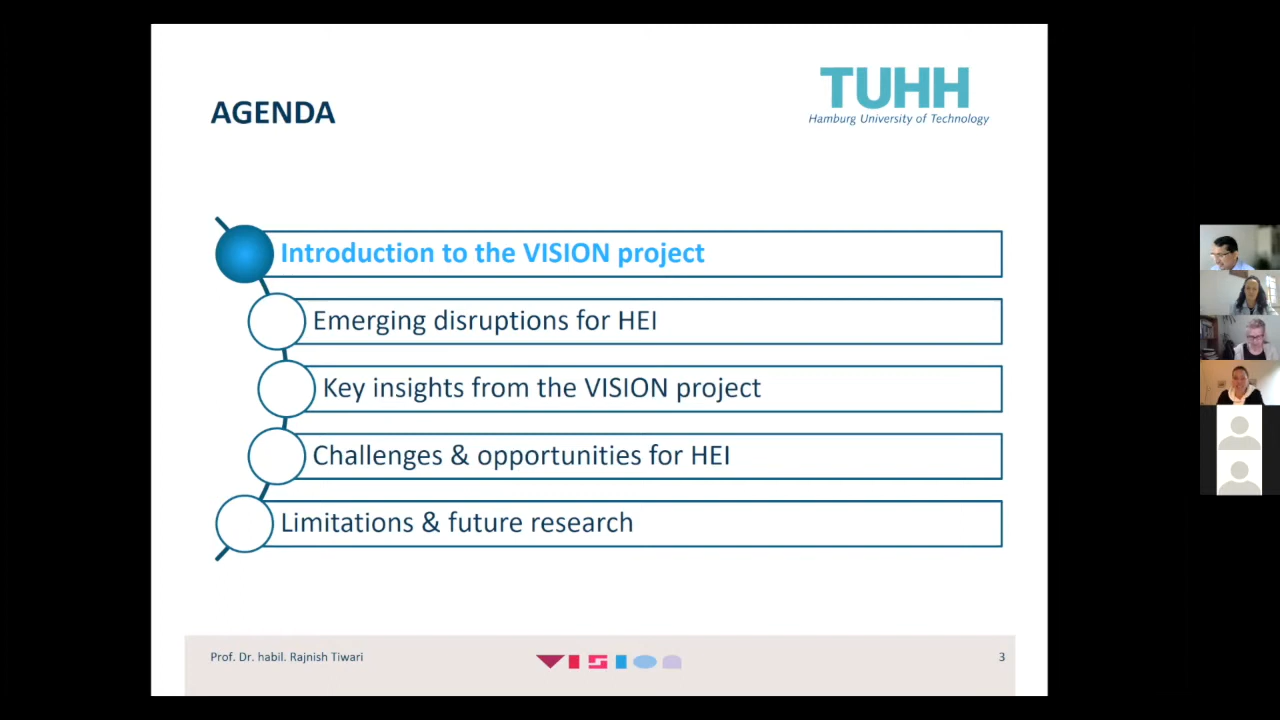 AGENDA
TUHH
Hamburg University of Technology
Introduction to the VISION project
Emerging disruptions for HEI
Key insights from the VISION project
Challenges & opportunities for HEI
Limitations & future research
Prof. Dr. habil. Rajnish Tiwari
VISION
3